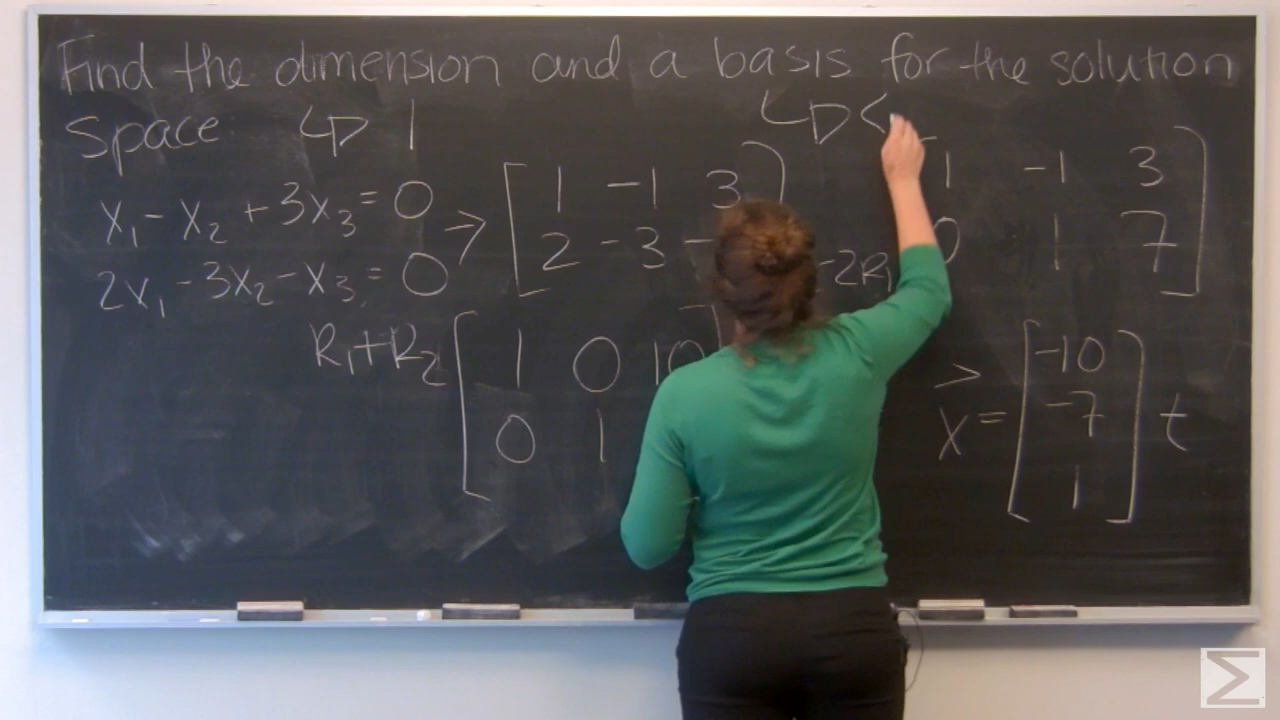 Find the dimension and a basis for the solution
space ↳ 1 ↳ <
x₁ - x₂ + 3x₃ = 0 → [ 1 -1 3 ] 1 -1 3 ]
2x₁ - 3x₂ - x₃ = 0 2 -3 - -2R₁ 0 1 7
R₁+R₂ [ 1 0 10 ] > [ -10 ]
0 1 x = -7 t
1
Σ